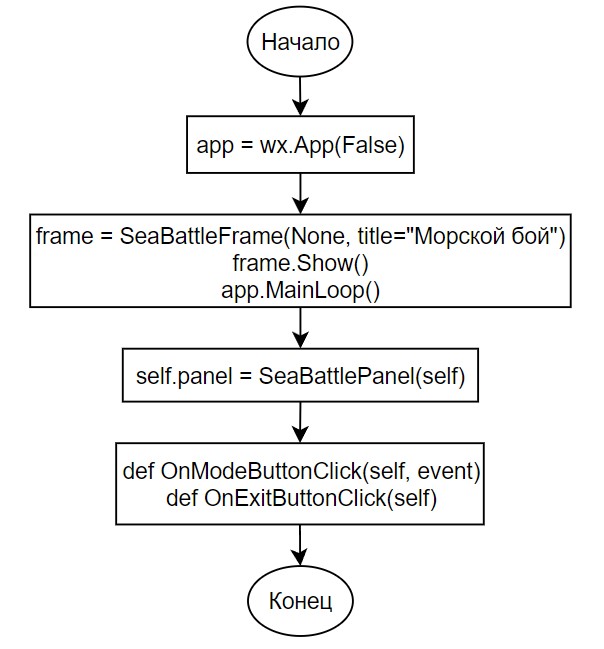 Начало
app = wx.App(False)
frame = SeaBattleFrame(None, title="Морской бой")
frame.Show()
app.MainLoop()
self.panel = SeaBattlePanel(self)
def OnModeButtonClick(self, event)
def OnExitButtonClick(self)
Конец